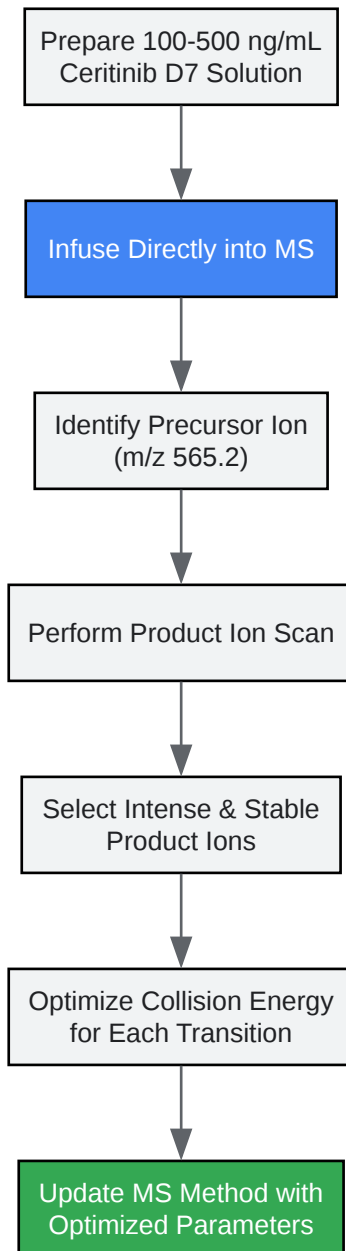 Prepare 100-500 ng/mL
Ceritinib D7 Solution
Infuse Directly into MS
Identify Precursor Ion
(m/z 565.2)
Perform Product Ion Scan
Select Intense & Stable
Product Ions
Optimize Collision Energy
for Each Transition
Update MS Method with
Optimized Parameters